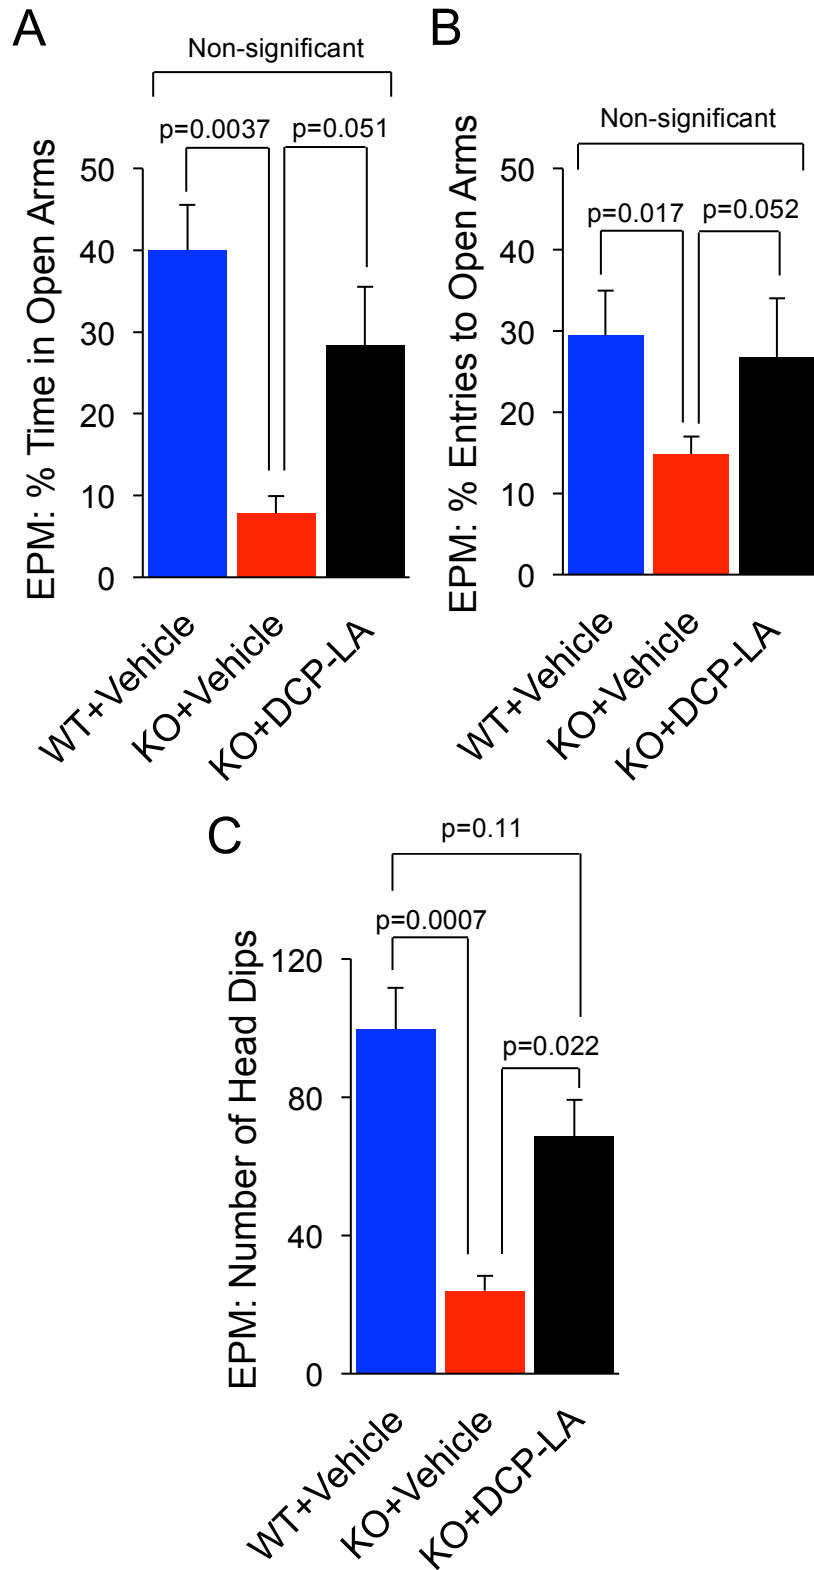 A
B
Non-significant
Non-significant
p=0.0037
p=0.051
p=0.017
p=0.052
EPM: % Time in Open Arms
50
40
30
20
10
0
WT+Vehicle
KO+Vehicle
KO+DCP-LA
EPM: % Entries to Open Arms
50
40
30
20
10
0
WT+Vehicle
KO+Vehicle
KO+DCP-LA
C
p=0.11
p=0.0007
p=0.022
EPM: Number of Head Dips
120
80
40
0
WT+Vehicle
KO+Vehicle
KO+DCP-LA